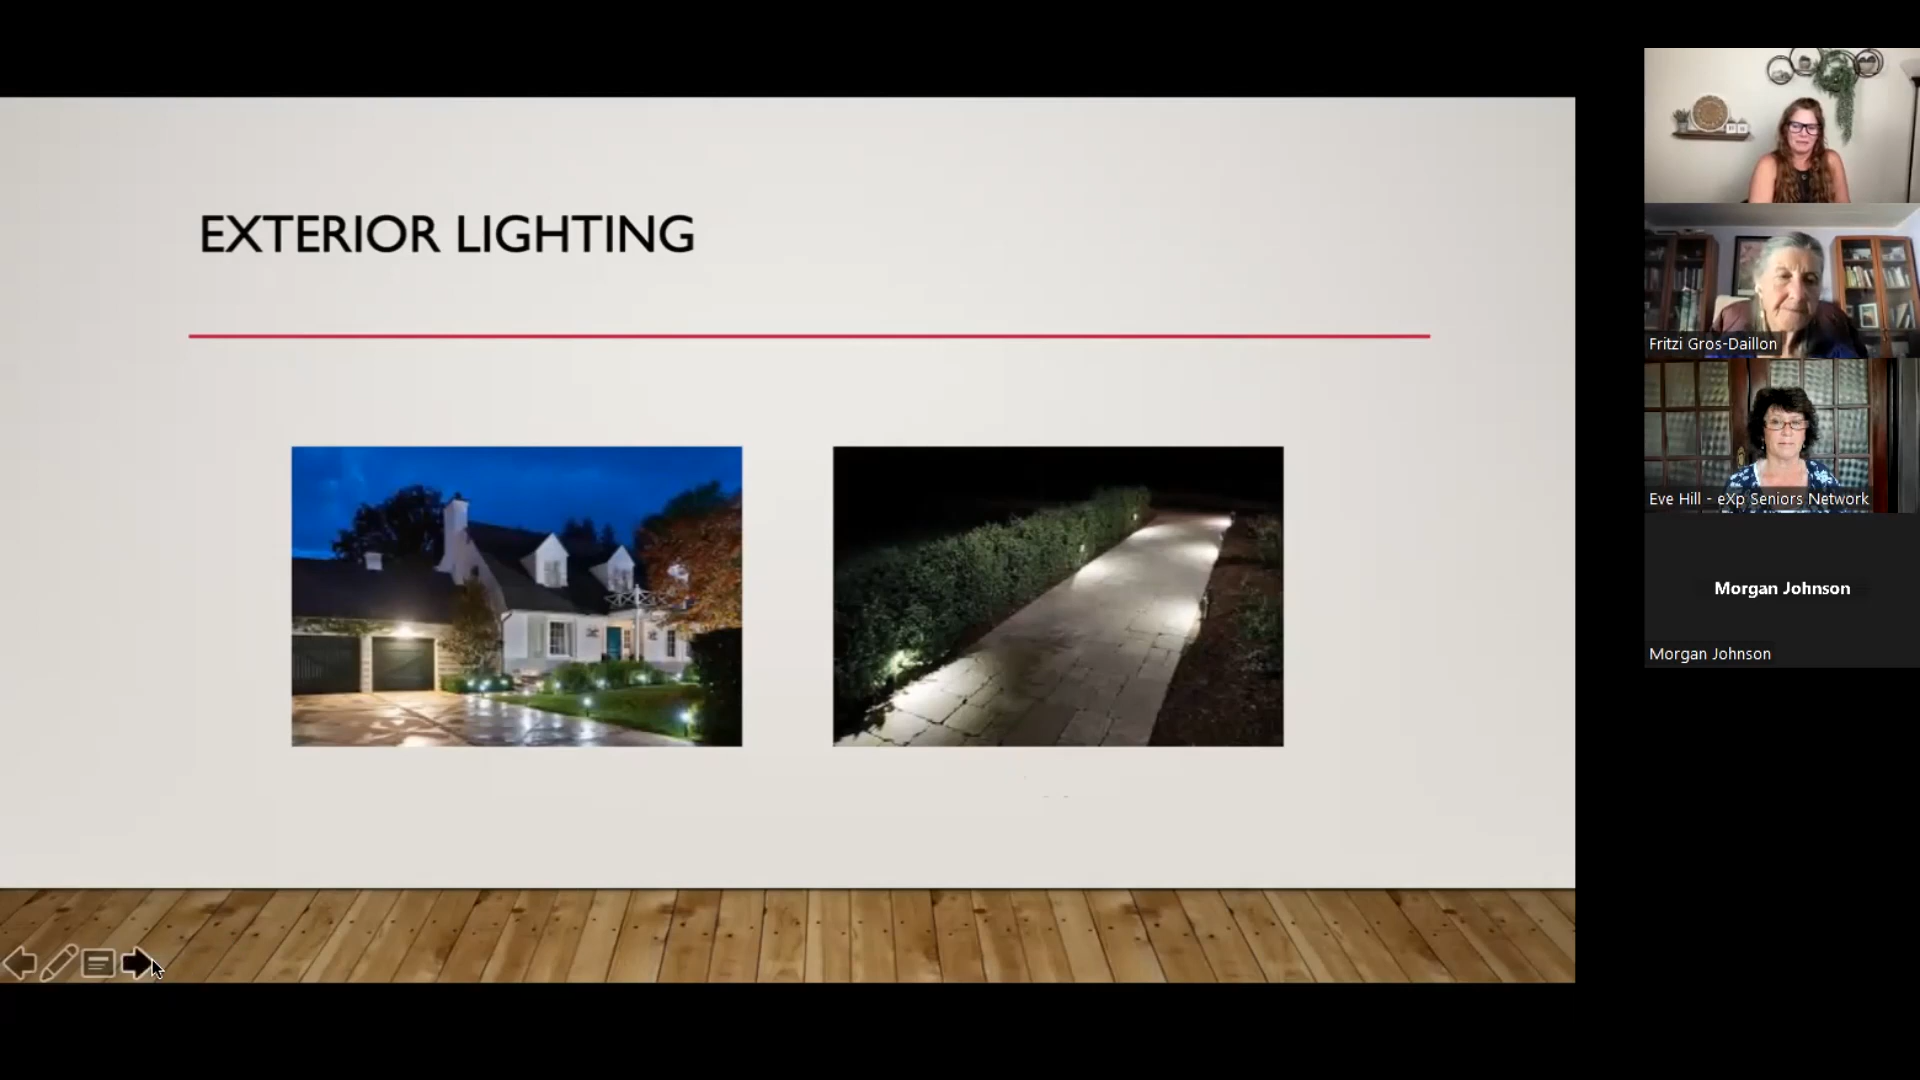 EXTERIOR LIGHTING
Fritzi Gros-Daillon
Eve Hill - eXp Seniors Network
Morgan Johnson
Morgan Johnson